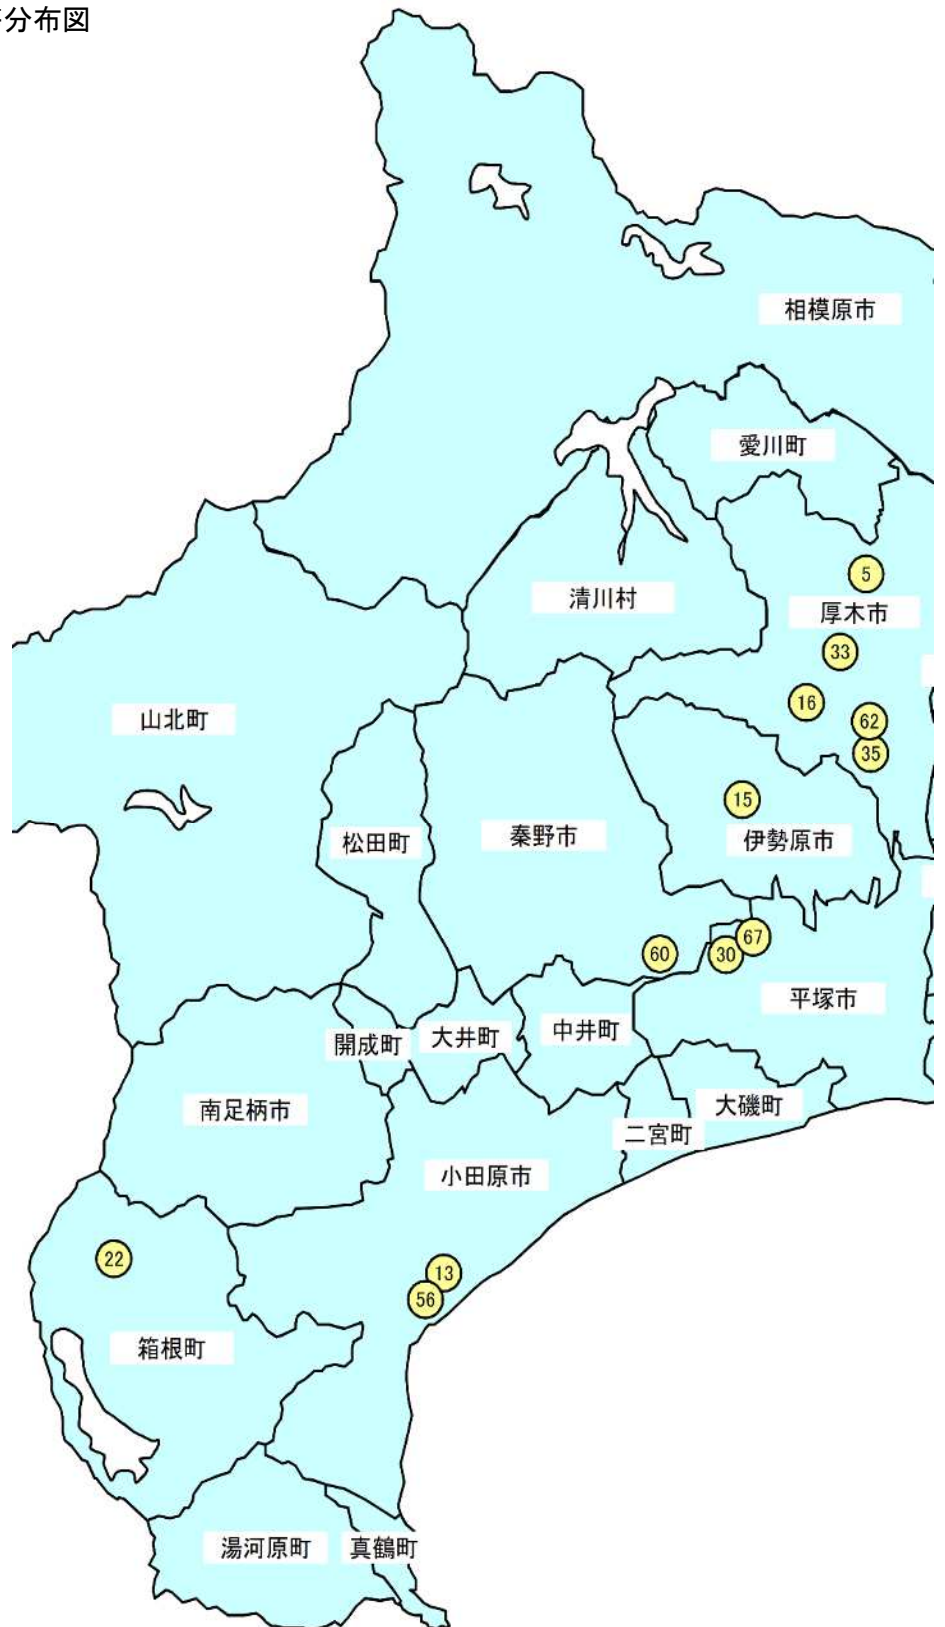 分布図
相模原市
愛川町
5
清川村
厚木市
33
16
山北町
62
35
15
松田町
秦野市
伊勢原市
67
60
30
平塚市
開成町
大井町
中井町
南足柄市
大磯町
二宮町
小田原市
22
13
56
箱根町
湯河原町
真鶴町